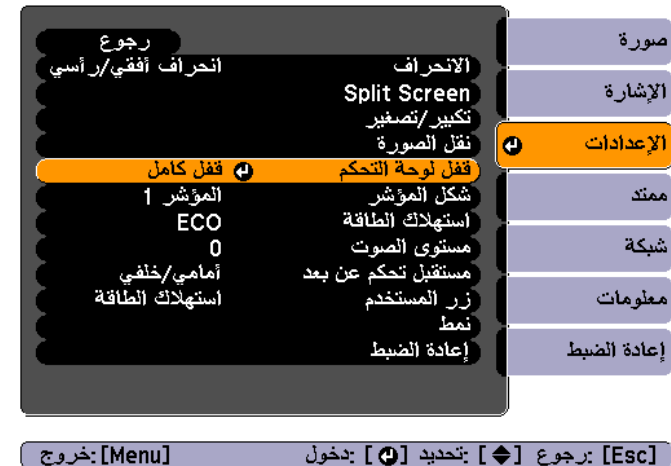 رجوع
الانحراف انحراف أفقي/رأسي
Split Screen
تكبير/تصغير
نقل الصورة
قفل لوحة التحكم قفل كامل
شكل المؤشر المؤشر 1
استهلاك الطاقة ECO
مستوى الصوت 0
مستقبل تحكم عن بعد أمامي/خلفي
زر المستخدم استهلاك الطاقة
نمط
إعادة الضبط
صورة
الإشارة
الإعدادات
ممتد
شبكة
معلومات
إعادة الضبط
[Esc] :رجوع [◆] :تحديد [↵] :دخول [Menu] :خروج